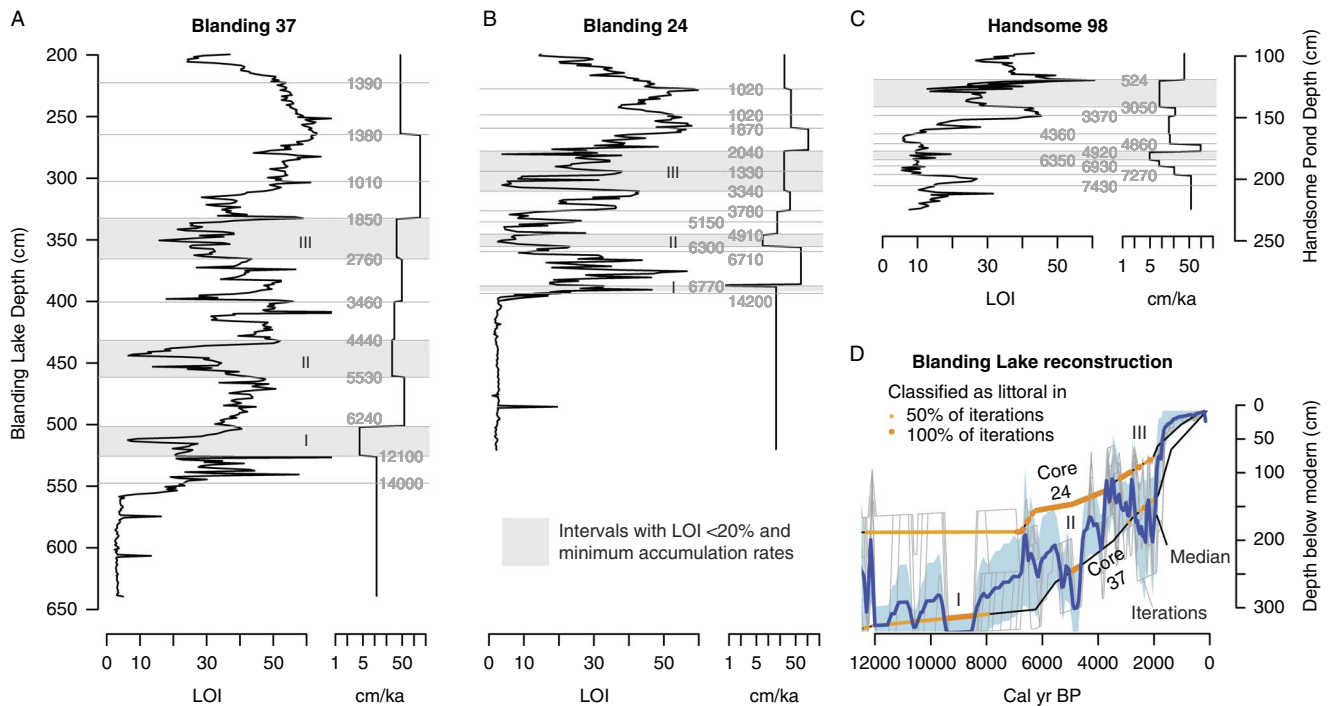 A
Blanding 37
Blanding Lake Depth (cm)
200
250
300
350
400
450
500
550
600
650
1390
1380
1010
1850
III
2760
3460
4440
II
5530
6240
I
12100
14000
0 10 30 50
LOI
1 5 50
cm/ka
B
Blanding 24
1020
1020
1870
2040
III
1330
3340
3780
5150
4910
II
6300
6710
6770
I
14200
0 10 30 50
LOI
1 5 50
cm/ka
Intervals with LOI <20% and
minimum accumulation rates
C
Handsome 98
524
3050
3370
4360
4860
4920
6350
6930
7270
7430
0 10 30 50
LOI
1 5 50
cm/ka
100
150
200
250
Handsome Pond Depth (cm)
D
Blanding Lake reconstruction
Classified as littoral in
50% of iterations
100% of iterations
III
Core
24
II
Core
37
I
Median
Iterations
0
50
100
200
300
Depth below modern (cm)
12000 10000 8000 6000 4000 2000 0
Cal yr BP